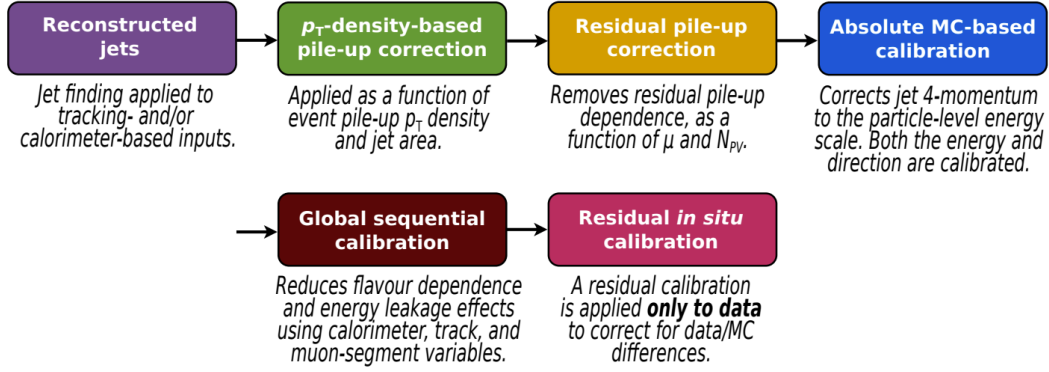 Reconstructed
jets
Jet finding applied to
tracking- and/or
calorimeter-based inputs.
pT-density-based
pile-up correction
Applied as a function of
event pile-up pT density
and jet area.
Residual pile-up
correction
Removes residual pile-up
dependence, as a
function of µ and NPV.
Absolute MC-based
calibration
Corrects jet 4-momentum
to the particle-level energy
scale. Both the energy and
direction are calibrated.
Global sequential
calibration
Reduces flavour dependence
and energy leakage effects
using calorimeter, track, and
muon-segment variables.
Residual in situ
calibration
A residual calibration
is applied only to data
to correct for data/MC
differences.